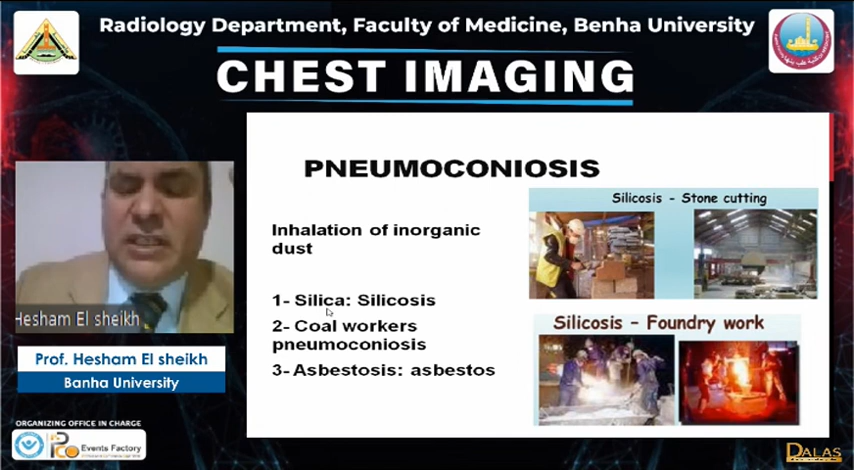 Radiology Department, Faculty of Medicine, Benha University
CHEST IMAGING
PNEUMOCONIOSIS
Inhalation of inorganic
dust
1- Silica: Silicosis
2- Coal workers
pneumoconiosis
3- Asbestosis: asbestos
Silicosis - Stone cutting
Silicosis - Foundry work
Hesham El sheikh
Prof. Hesham El sheikh
Banha University
ORGANIZING OFFICE IN CHARGE
Events Factory
DALAS